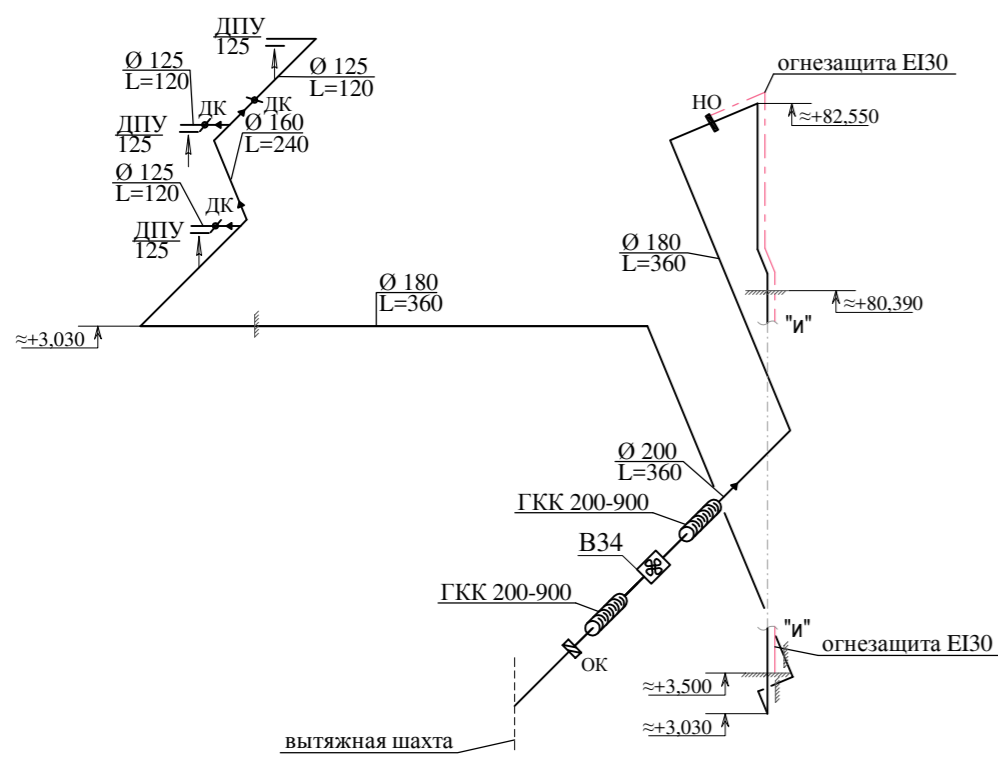 ДПУ
125
Ø 125
L=120
Ø 125
L=120
ДК
ДК
ДПУ
125
Ø 160
L=240
Ø 125
L=120
ДК
ДПУ
125
Ø 180
L=360
≈+3,030
огнезащита EI30
НО
≈+82,550
Ø 180
L=360
≈+80,390
"И"
Ø 200
L=360
ГКК 200-900
В34
ГКК 200-900
ОК
"И"
огнезащита EI30
≈+3,500
≈+3,030
вытяжная шахта